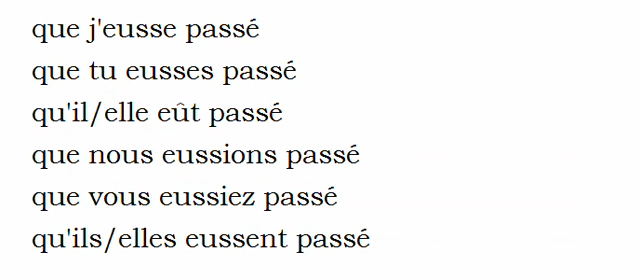 que j'eusse passé
que tu eusses passé
qu'il/elle eût passé
que nous eussions passé
que vous eussiez passé
qu'ils/elles eussent passé